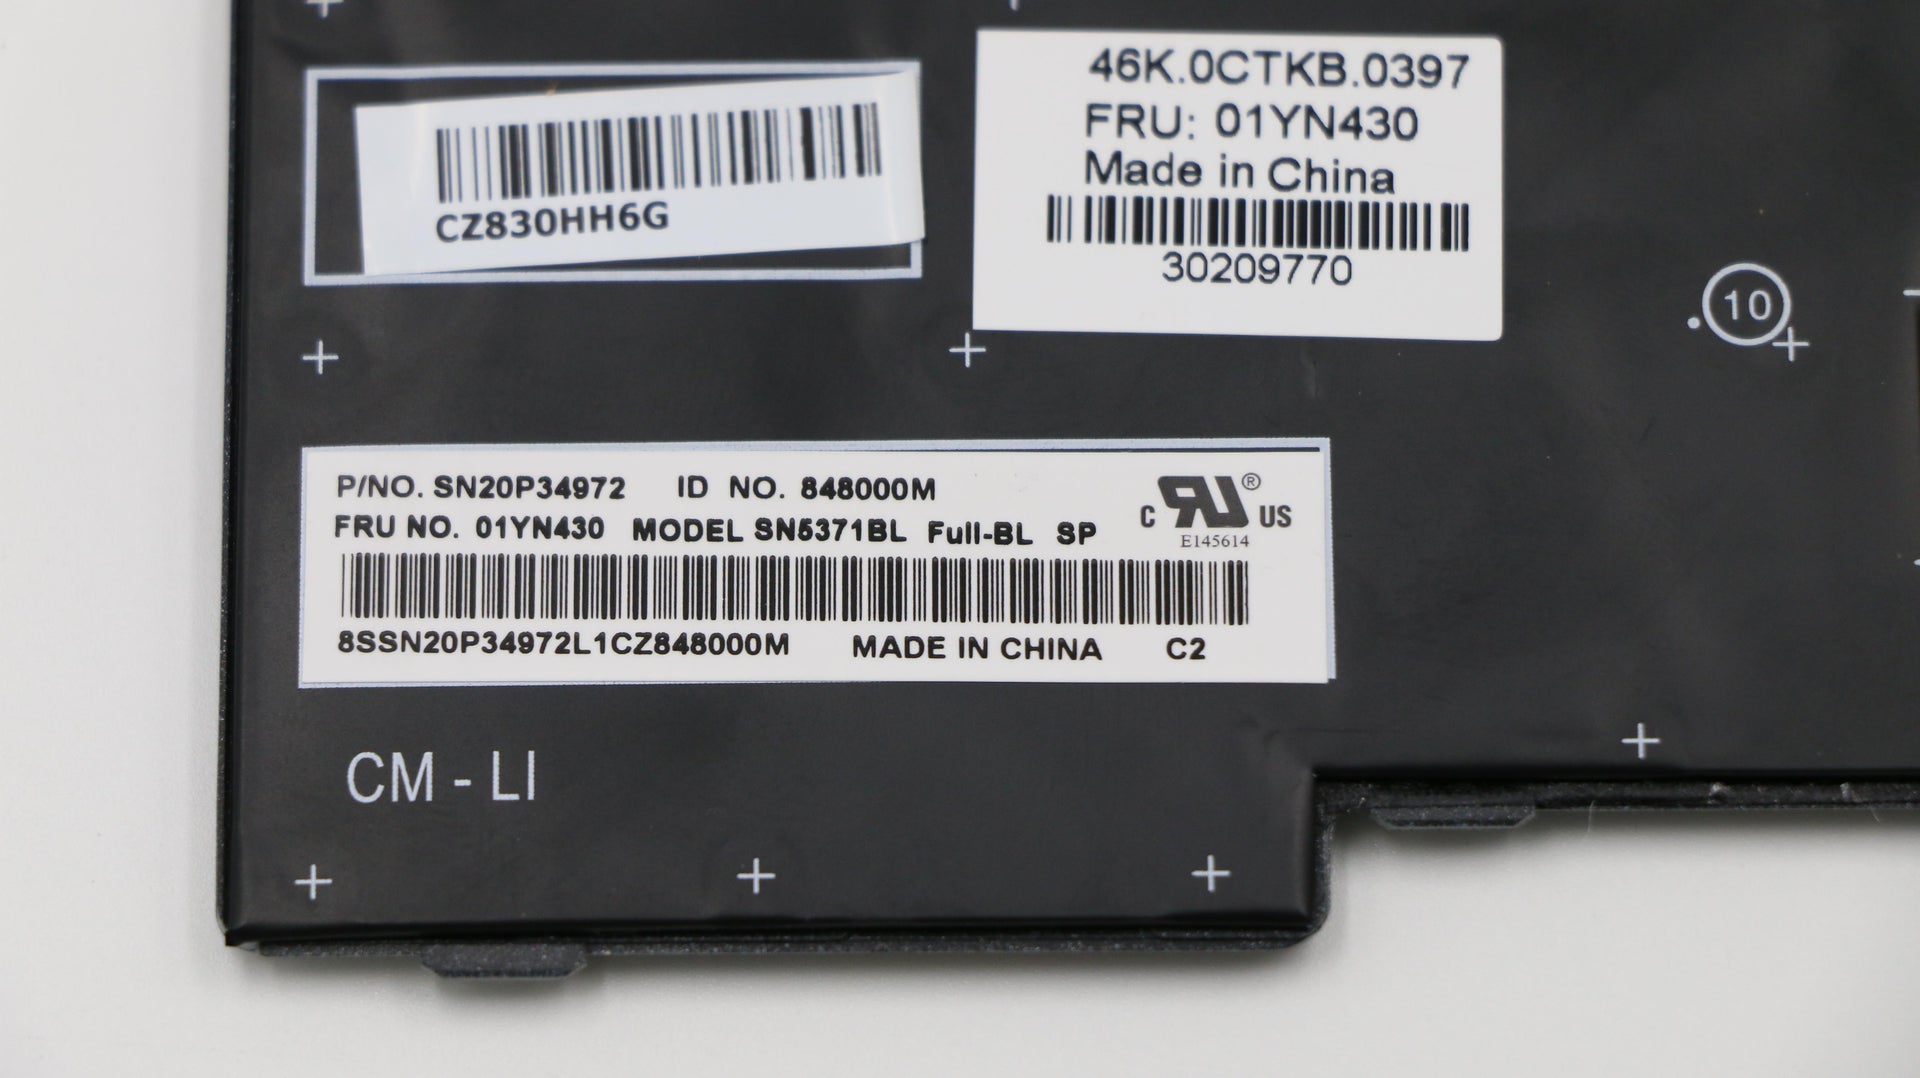 CZ830HH6G
46K.0CTKB.0397
FRU: 01YN430
Made in China
30209770
10
P/NO. SN20P34972 ID NO. 848000M
FRU NO. 01YN430 MODEL SN5371BL Full-BL SP
C RU® US
E145614
8SSN20P34972L1CZ848000M MADE IN CHINA C2
CM - LI